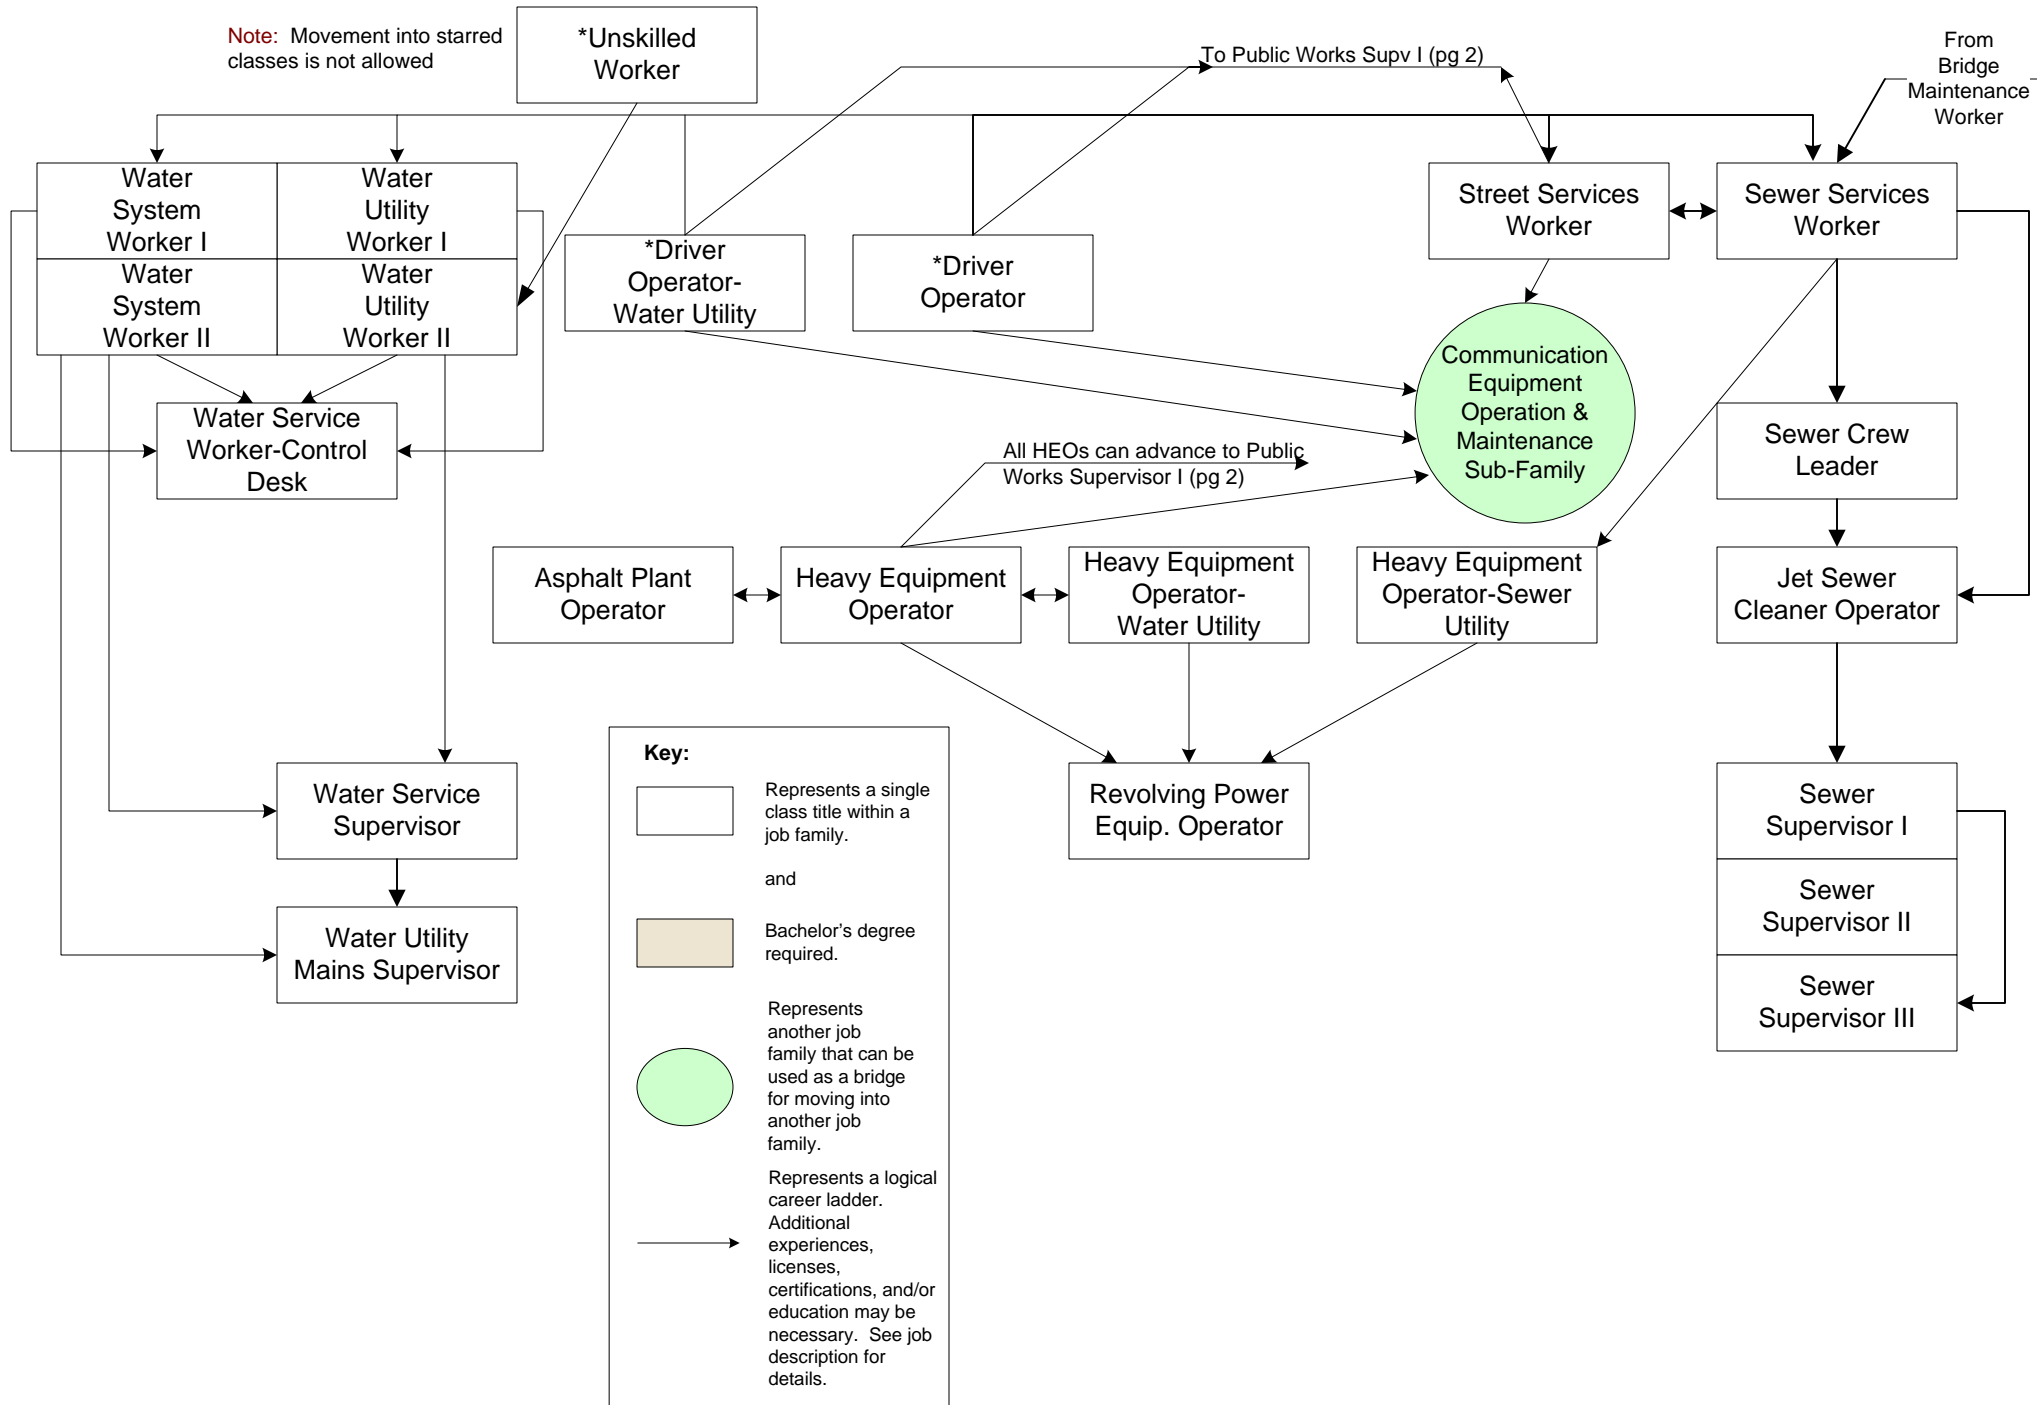 Note:  Movement into starred
classes is not allowed
*Unskilled
Worker
To Public Works Supv I (pg 2)
From
Bridge
Maintenance
Worker
Water
System
Worker I
Water
Utility
Worker I
Water
System
Worker II
Water
Utility
Worker II
*Driver
Operator-
Water Utility
*Driver
Operator
Street Services
Worker
Sewer Services
Worker
Communication
Equipment
Operation &
Maintenance
Sub-Family
Water Service
Worker-Control
Desk
All HEOs can advance to Public
Works Supervisor I (pg 2)
Sewer Crew
Leader
Asphalt Plant
Operator
Heavy Equipment
Operator
Heavy Equipment
Operator-
Water Utility
Heavy Equipment
Operator-Sewer
Utility
Jet Sewer
Cleaner Operator
Water Service
Supervisor
Revolving Power
Equip. Operator
Sewer
Supervisor I
Sewer
Supervisor II
Sewer
Supervisor III
Water Utility
Mains Supervisor
Key:
Represents a single
class title within a
job family.
and
Bachelor’s degree
required.
Represents
another job
family that can be
used as a bridge
for moving into
another job
family.
Represents a logical
career ladder.
Additional
experiences,
licenses,
certifications, and/or
education may be
necessary.  See job
description for
details.